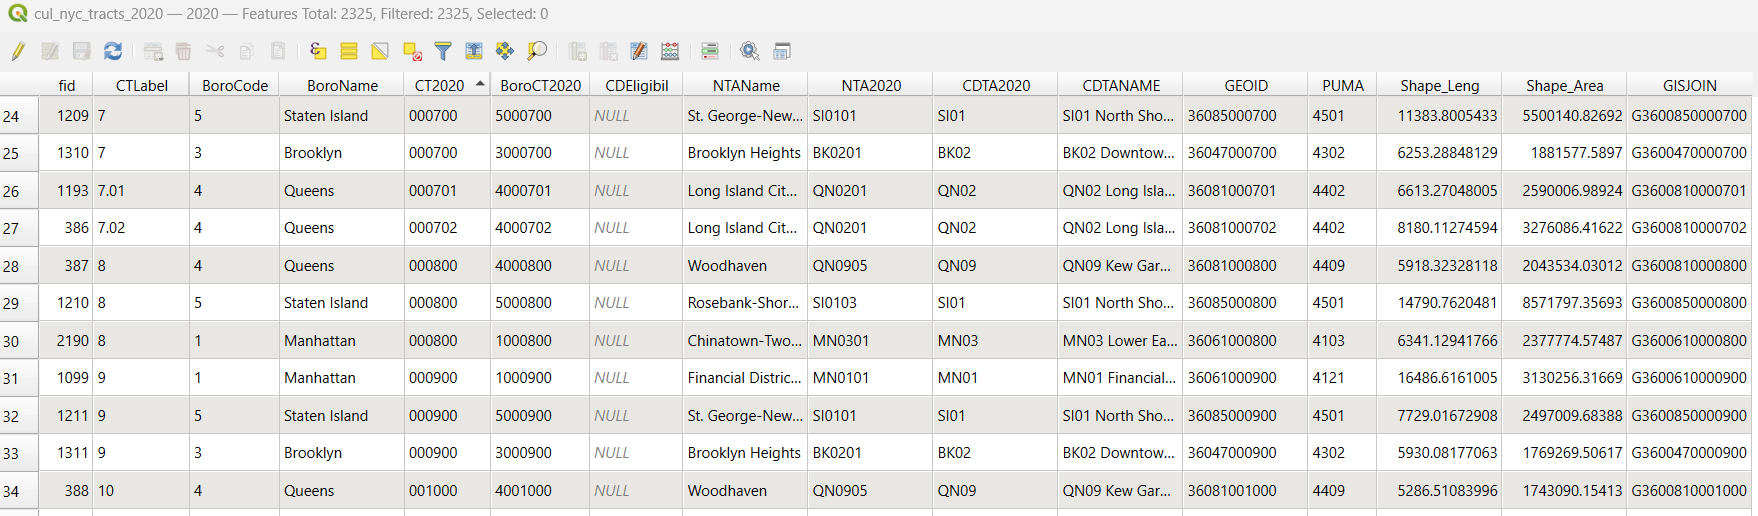 cul_nyc_tracts_2020 — 2020 — Features Total: 2325, Filtered: 2325, Selected: 0
fid CTLabel BoroCode BoroName CT2020 BoroCT2020 CDEligibil NTAName NTA2020 CDTA2020 CDTANAME GEOID PUMA Shape_Leng Shape_Area GISJOIN
24 1209 7 5 Staten Island 000700 5000700 NULL St. George-New... SI0101 SI01 SI01 North Sho... 36085000700 4501 11383.8005433 5500140.82692 G3600850000700
25 1310 7 3 Brooklyn 000700 3000700 NULL Brooklyn Heights BK0201 BK02 BK02 Downtow... 36047000700 4302 6253.28848129 1881577.5897 G3600470000700
26 1193 7.01 4 Queens 000701 4000701 NULL Long Island Cit... QN0201 QN02 QN02 Long Isla... 36081000701 4402 6613.27048005 2590006.98924 G3600810000701
27 386 7.02 4 Queens 000702 4000702 NULL Long Island Cit... QN0201 QN02 QN02 Long Isla... 36081000702 4402 8180.11274594 3276086.41622 G3600810000702
28 387 8 4 Queens 000800 4000800 NULL Woodhaven QN0905 QN09 QN09 Kew Gar... 36081000800 4409 5918.32328118 2043534.03012 G3600810000800
29 1210 8 5 Staten Island 000800 5000800 NULL Rosebank-Shor... SI0103 SI01 SI01 North Sho... 36085000800 4501 14790.7620481 8571797.35693 G3600850000800
30 2190 8 1 Manhattan 000800 1000800 NULL Chinatown-Two... MN0301 MN03 MN03 Lower Ea... 36061000800 4103 6341.12941766 2377774.57487 G3600610000800
31 1099 9 1 Manhattan 000900 1000900 NULL Financial Distric... MN0101 MN01 MN01 Financial... 36061000900 4121 16486.6161005 3130256.31669 G3600610000900
32 1211 9 5 Staten Island 000900 5000900 NULL St. George-New... SI0101 SI01 SI01 North Sho... 36085000900 4501 7729.01672908 2497009.68388 G3600850000900
33 1311 9 3 Brooklyn 000900 3000900 NULL Brooklyn Heights BK0201 BK02 BK02 Downtow... 36047000900 4302 5930.08177063 1769269.50617 G3600470000900
34 388 10 4 Queens 001000 4001000 NULL Woodhaven QN0905 QN09 QN09 Kew Gar... 36081001000 4409 5286.51083996 1743090.15413 G3600810001000